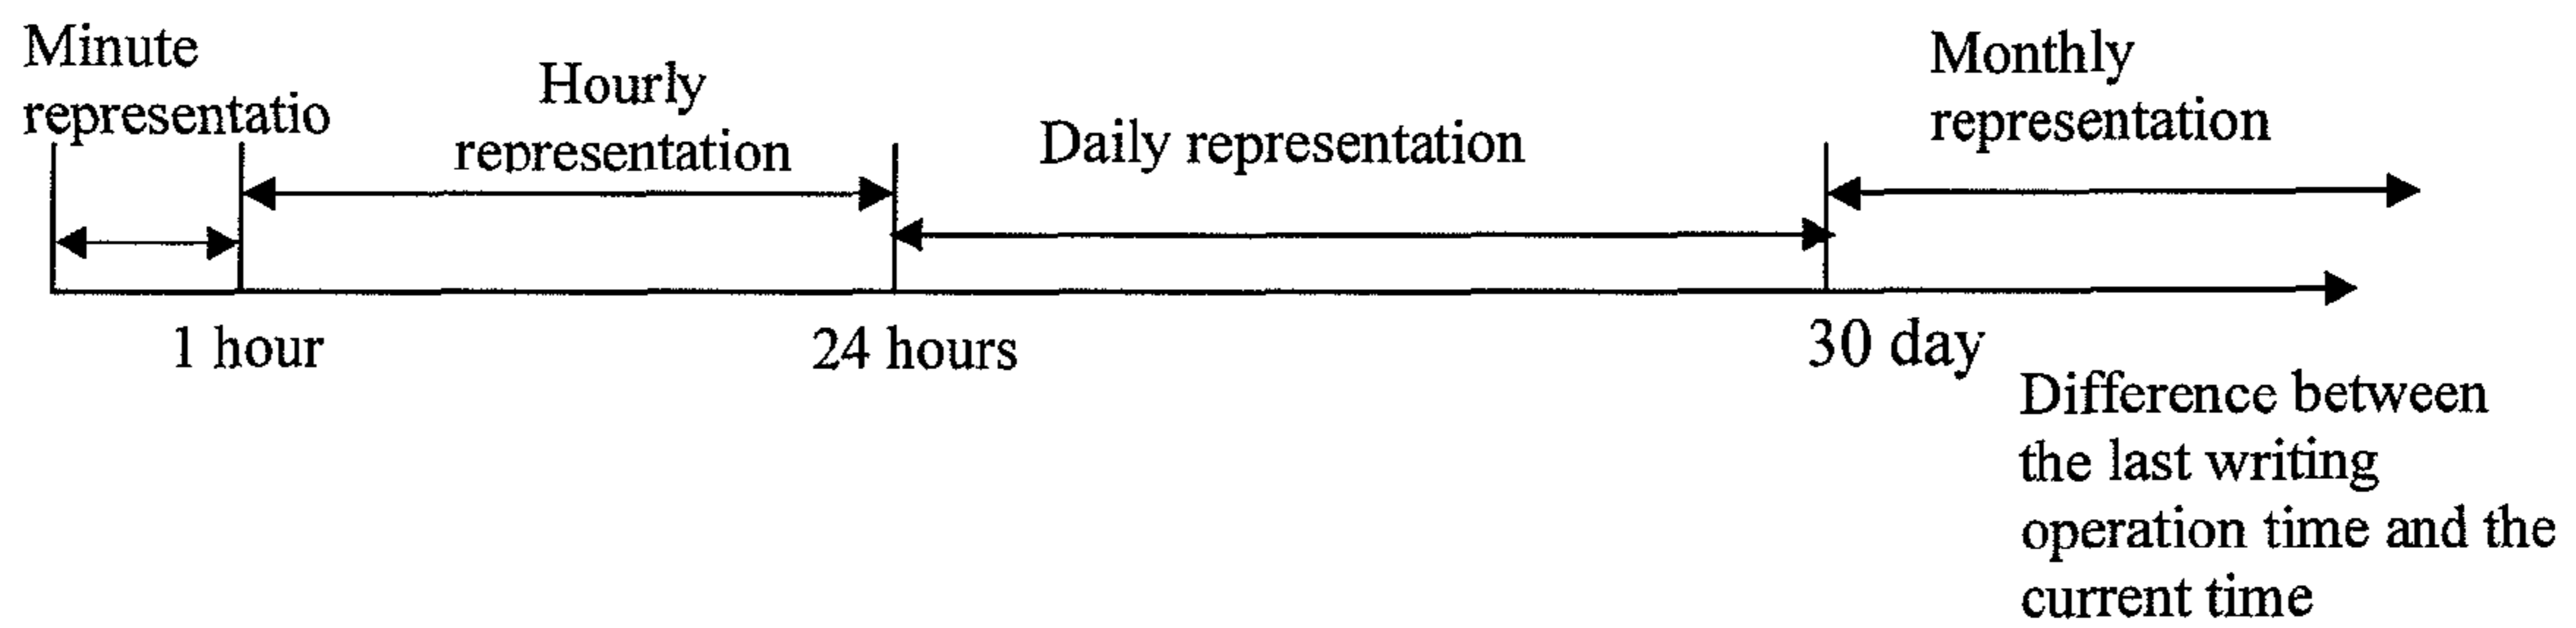 Minute
representatio
Hourly
representation
Daily representation
Monthly
representation
1 hour
24 hours
30 day
Difference between
the last writing
operation time and the
current time